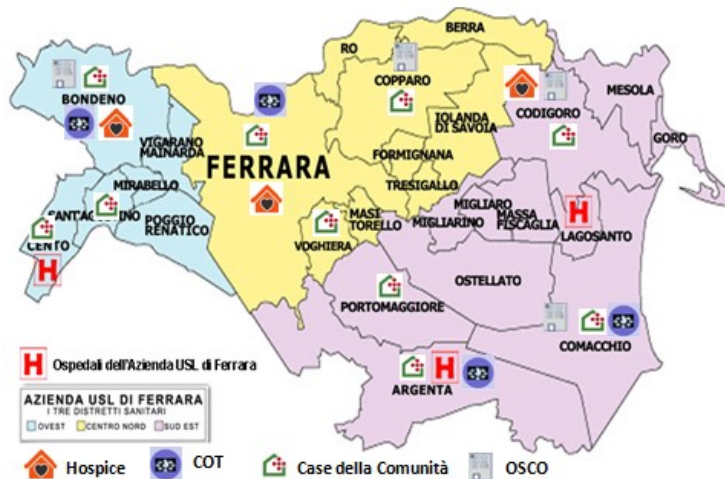 BERRA
RO
COPPARO
MESOLA
BONDENO
CODIGORO
IOLANDA
DI SAVOIA
GORO
VIGARANO
MAINARDA
FERRARA
FORMIGNANA
MIRABELLO
TRESIGALLO
MIGLIARO
MASI
TORELLO
MASSA
FISCAGLIA
POGGIO
RENATICO
CENTO
VOGHIERA
MIGLIARINO
LAGOSANTO
OSTELLATO
PORTOMAGGIORE
COMACCHIO
Ospedali dell'Azienda USL di Ferrara
ARGENTA
AZIENDA USL DI FERRARA
I TRE DISTRETTI SANITARI
OVEST CENTRO NORD SUD EST
Hospice COT Case della Comunità OSCO